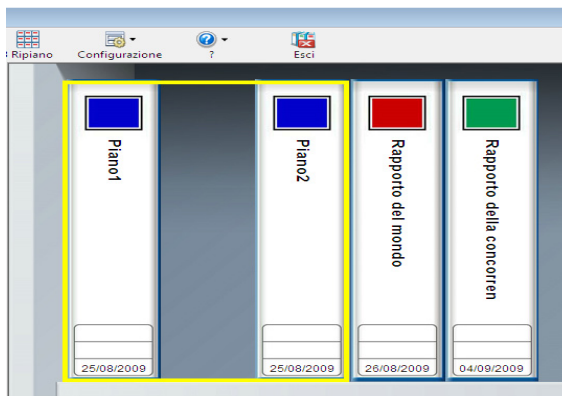 Ripiano
Configurazione
?
Esci
Piano1
Piano2
Rapporto del mondo
Rapporto della concorren
25/08/2009
25/08/2009
26/08/2009
04/09/2009